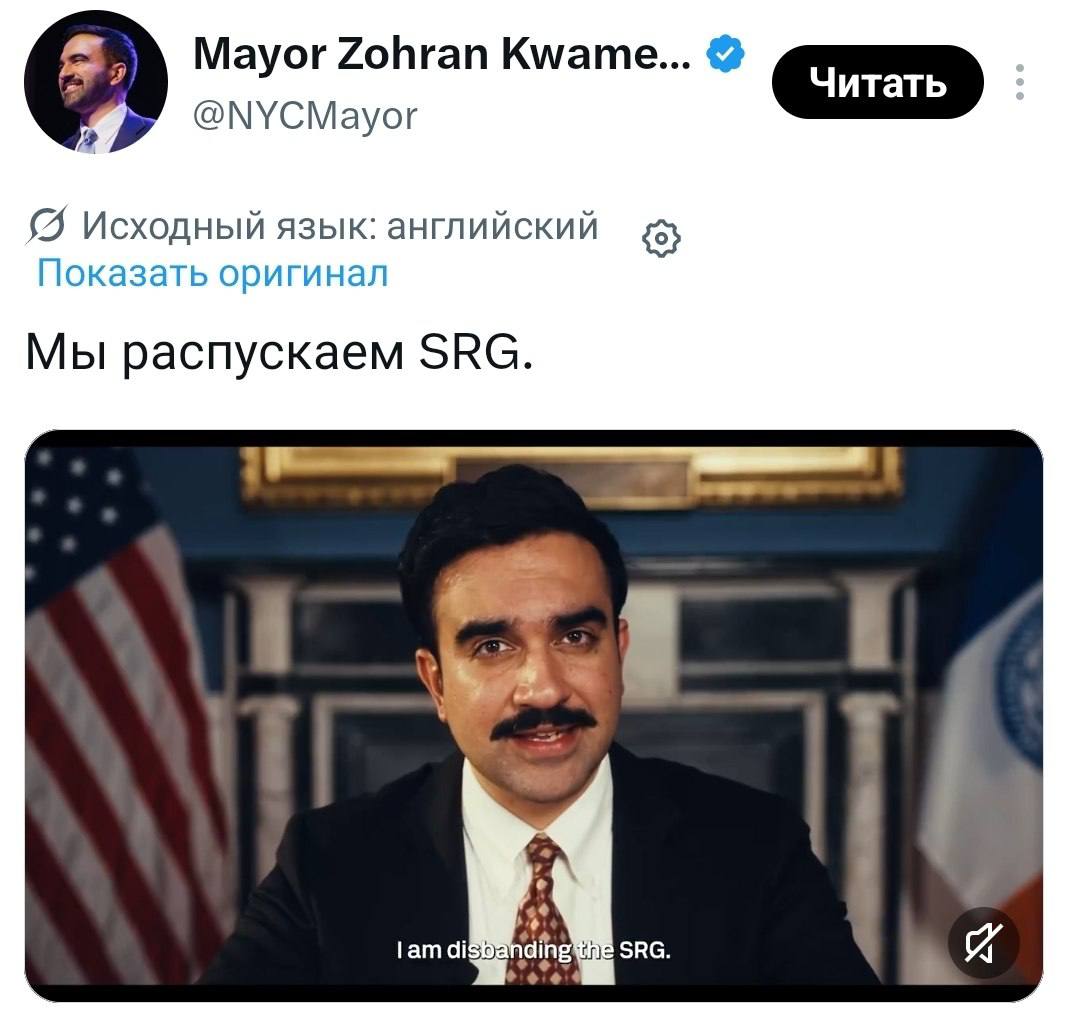 Mayor Zohran Kwame...
@NYCMayor
Читать
Исходный язык: английский
Показать оригинал
Мы распускаем SRG.
I am disbanding the SRG.